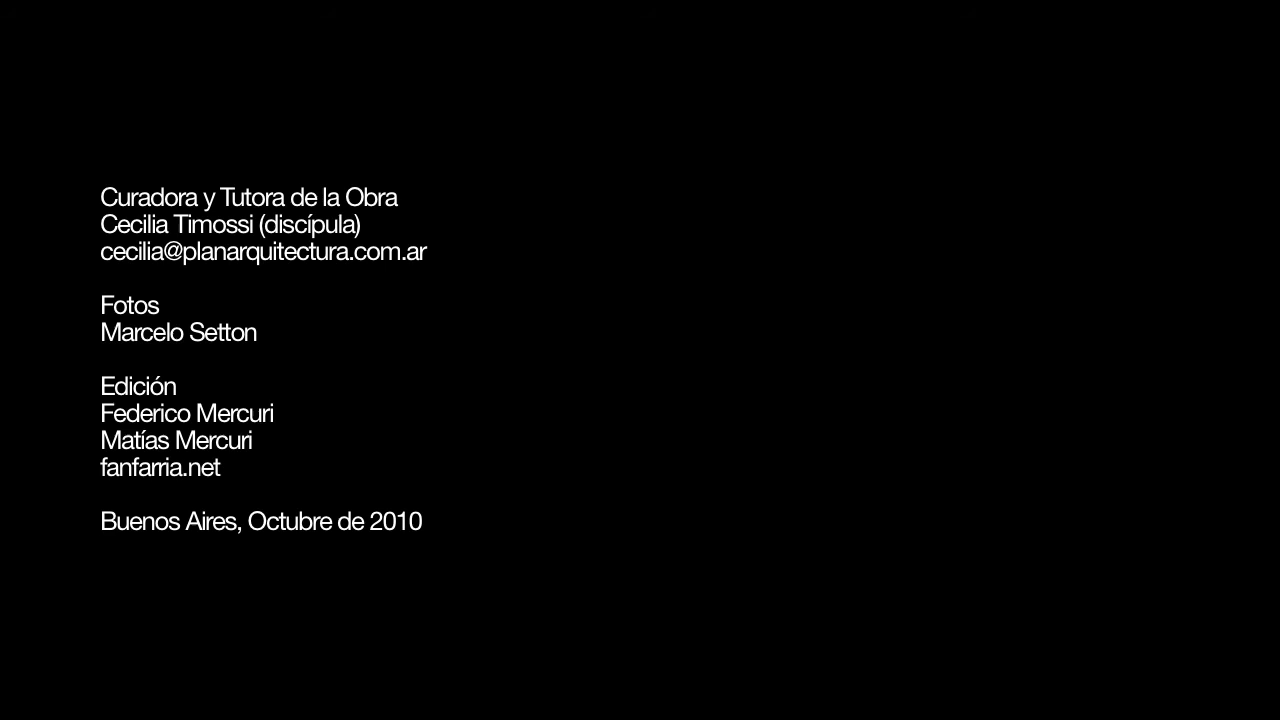 Curadora y Tutora de la Obra
Cecilia Timossi (discípula)
cecilia@planarquitectura.com.ar
Fotos
Marcelo Setton
Edición
Federico Mercuri
Matías Mercuri
fanfarria.net
Buenos Aires, Octubre de 2010